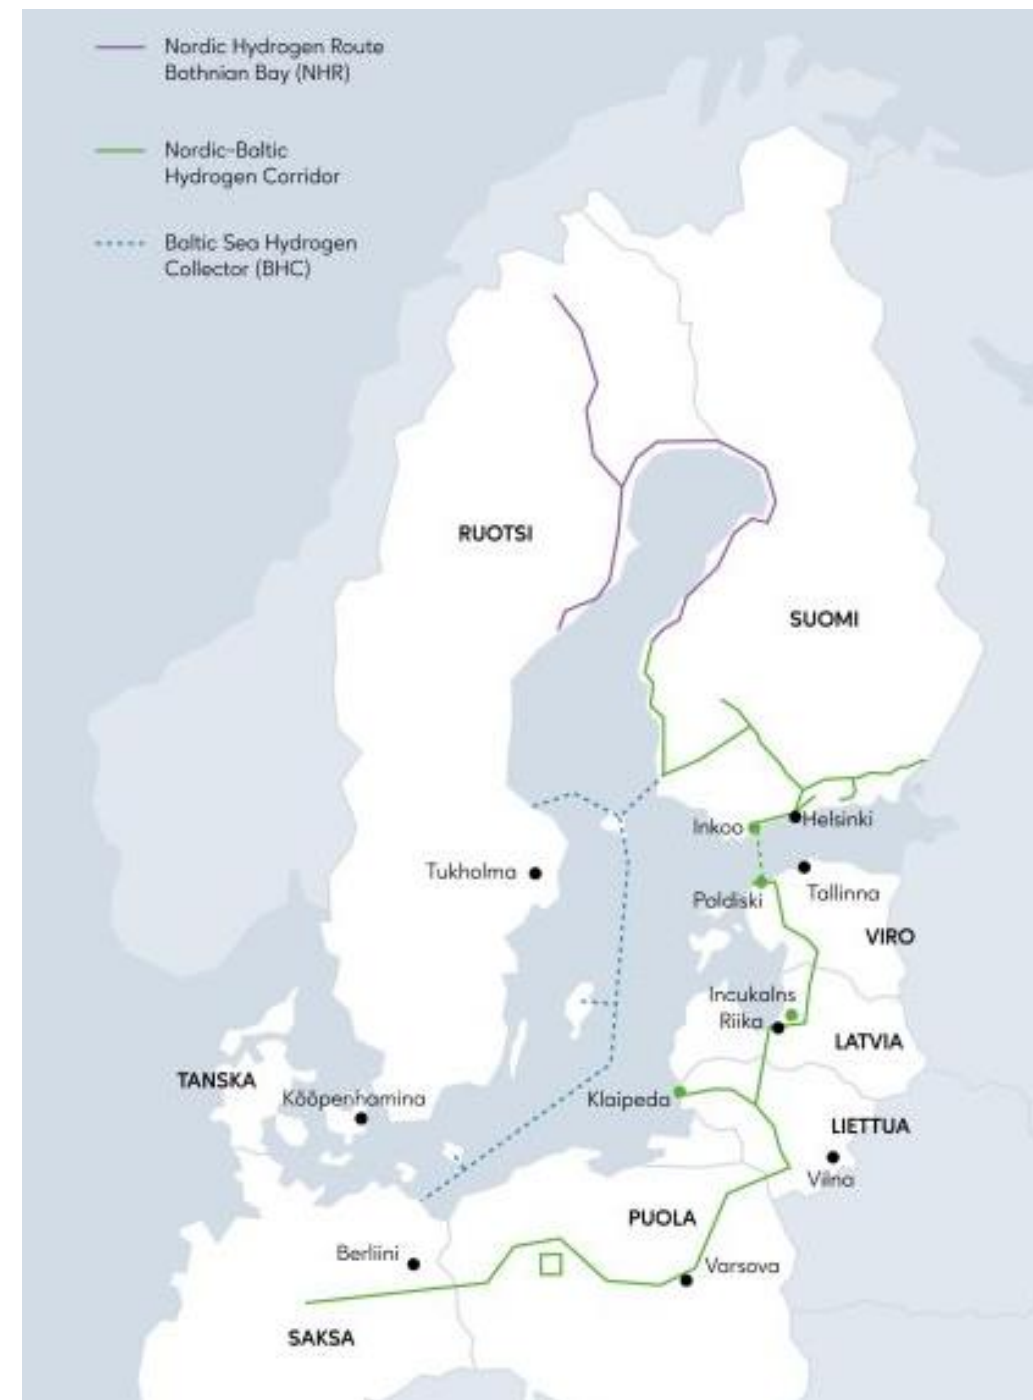 Nordic Hydrogen Route
Bothnian Bay (NHR)
Nordic-Baltic
Hydrogen Corridor
Baltic Sea Hydrogen
Collector (BHC)
RUOTSI
SUOMI
Inkoo
Helsinki
Tukholma
Poldiski
Tallinna
VIRO
Incukalns
Riika
LATVIA
TANSKA
Kööpenhamina
Klaipeda
LIETTUA
Vilna
PUOLA
Berliini
Varsova
SAKSA